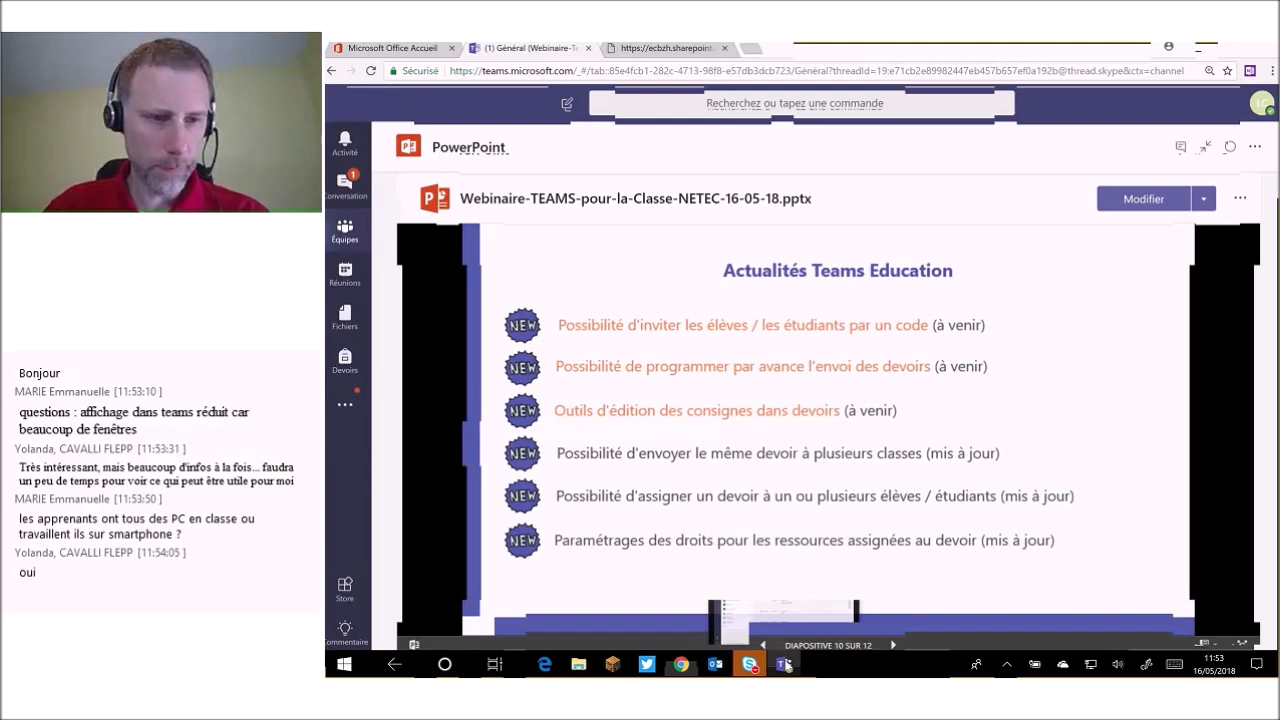 Microsoft Office Accueil
(1) Général (Webinaire-Te
https://ecbzh.sharepoint.
Sécurisé
https://teams.microsoft.com/_#/tab:85e4fcb1-282c-4713-98f8-e57db3dcb723/Général?threadId=19:e71cb2e89982447eb457b657ef0a192b@thread.skype&ctx=channel
Recherchez ou tapez une commande
Activité
1
Conversation
Équipes
Réunions
Fichiers
Devoirs
Store
Commentaire
PowerPoint
Webinaire-TEAMS-pour-la-Classe-NETEC-16-05-18.pptx
Modifier
Actualités Teams Education
NEW Possibilité d'inviter les élèves / les étudiants par un code (à venir)
NEW Possibilité de programmer par avance l'envoi des devoirs (à venir)
NEW Outils d'édition des consignes dans devoirs (à venir)
NEW Possibilité d'envoyer le même devoir à plusieurs classes (mis à jour)
NEW Possibilité d'assigner un devoir à un ou plusieurs élèves / étudiants (mis à jour)
NEW Paramétrages des droits pour les ressources assignées au devoir (mis à jour)
DIAPOSITIVE 10 SUR 12
11:53
16/05/2018
Bonjour
MARIE Emmanuelle [11:53:10 ]
questions : affichage dans teams réduit car
beaucoup de fenêtres
Yolanda, CAVALLI FLEPP [11:53:31 ]
Très intéressant, mais beaucoup d'infos à la fois... faudra
un peu de temps pour voir ce qui peut être utile pour moi
MARIE Emmanuelle [11:53:50 ]
les apprenants ont tous des PC en classe ou
travaillent ils sur smartphone ?
Yolanda, CAVALLI FLEPP [11:54:05 ]
oui